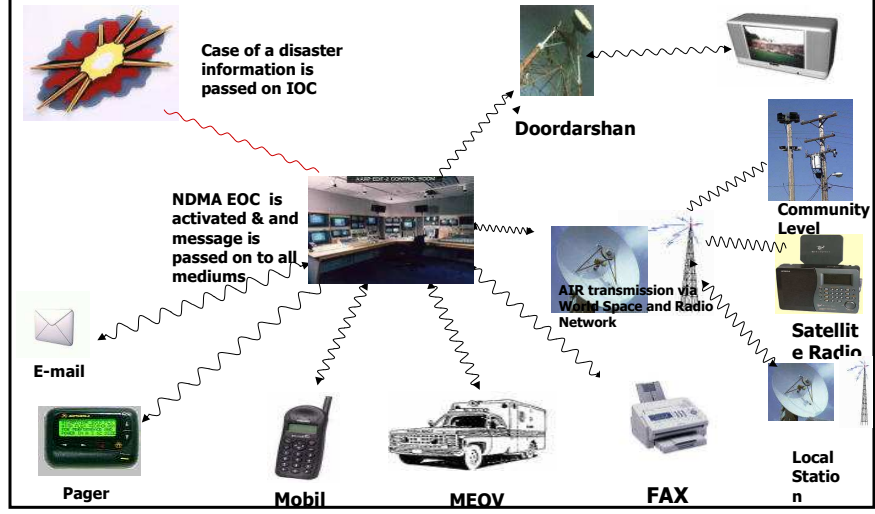 Case of a disaster
information is
passed on IOC
Doordarshan
NDMA EOC is
activated & and
message is
passed on to all
mediums
Community
Level
AIR transmission via
World Space and Radio
Network
Satellit
e Radio
E-mail
Pager
Mobil
MEOV
FAX
Local
Statio
n